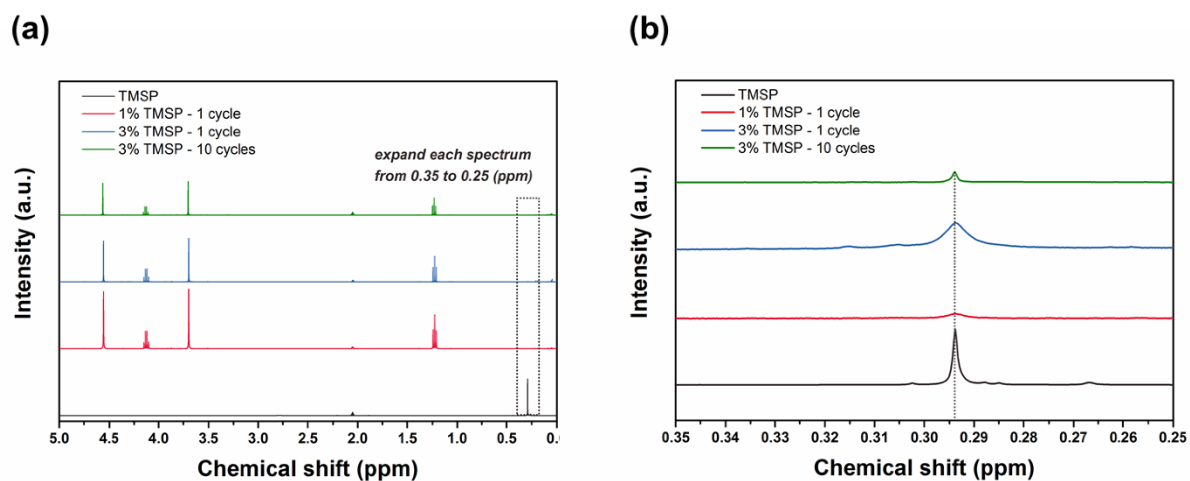 (a)
TMSP
1% TMSP - 1 cycle
3% TMSP - 1 cycle
3% TMSP - 10 cycles
expand each spectrum
from 0.35 to 0.25 (ppm)
Intensity (a.u.)
5.0 4.5 4.0 3.5 3.0 2.5 2.0 1.5 1.0 0.5 0.0
Chemical shift (ppm)
(b)
TMSP
1% TMSP - 1 cycle
3% TMSP - 1 cycle
3% TMSP - 10 cycles
Intensity (a.u.)
0.35 0.34 0.33 0.32 0.31 0.30 0.29 0.28 0.27 0.26 0.25
Chemical shift (ppm)